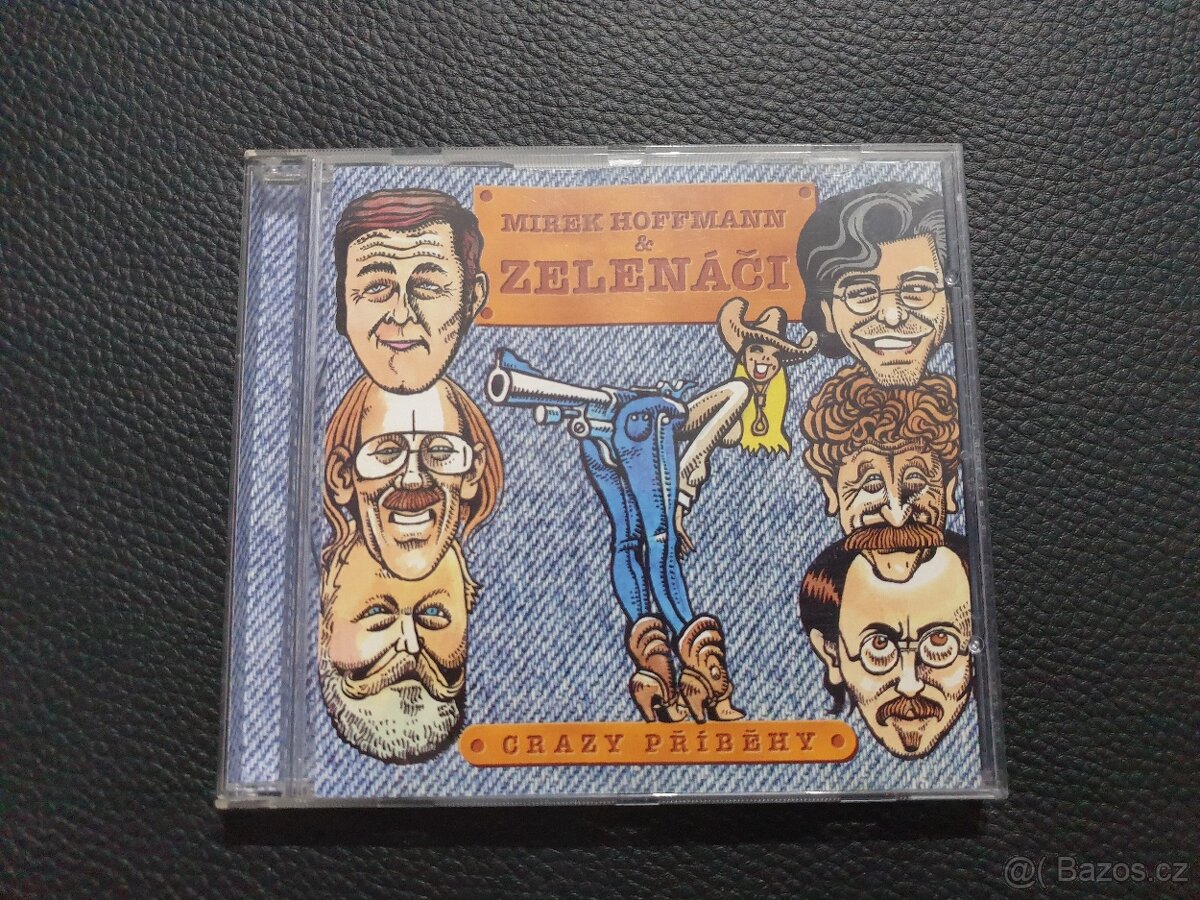 MIREK HOFFMANN
&
ZELENÁČI
CRAZY PŘÍBĚHY
@( Bazos.cz